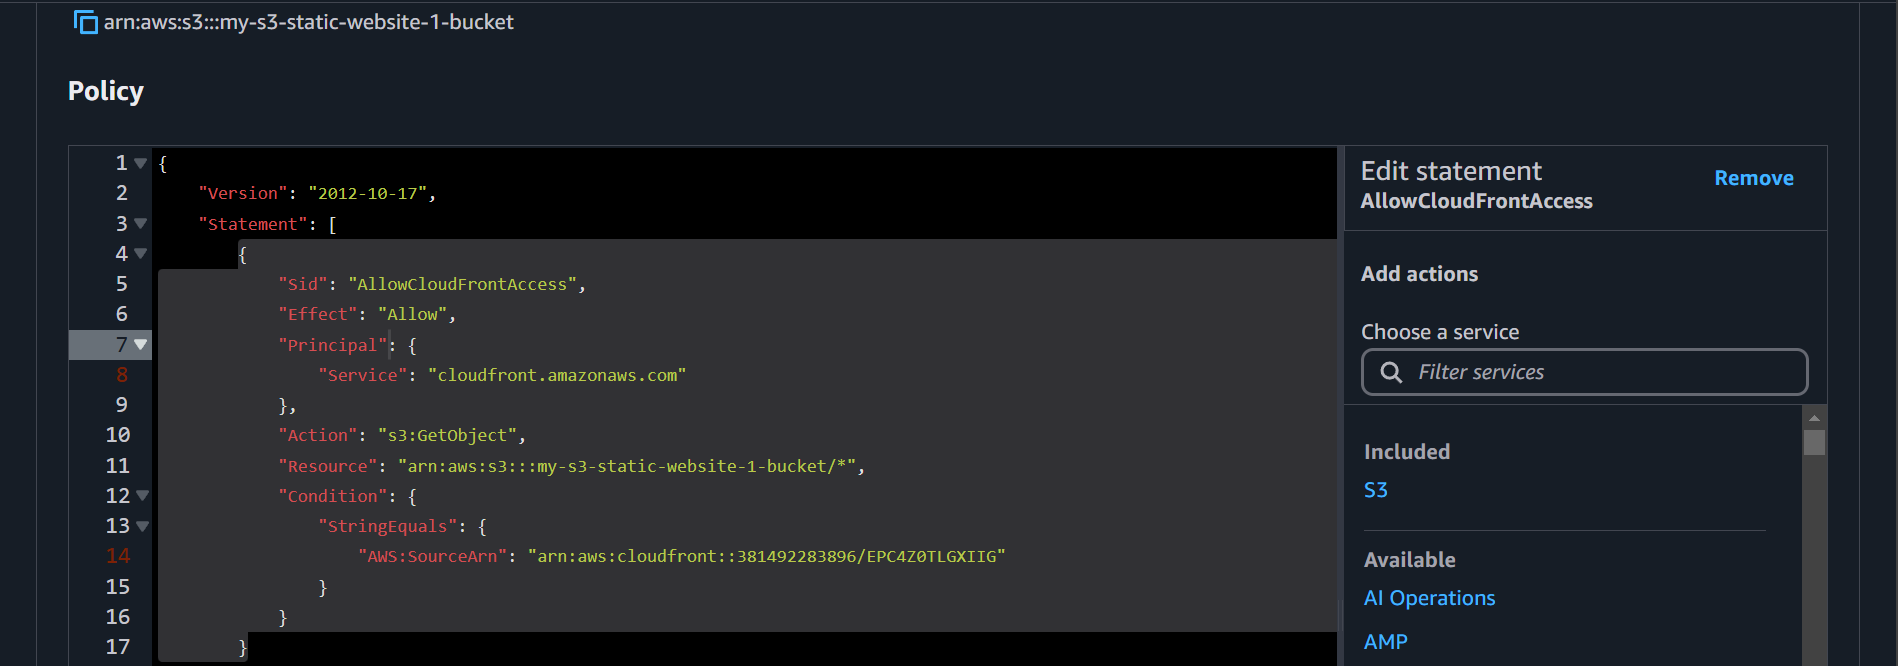 arn:aws:s3:::my-s3-static-website-1-bucket
Policy
1 {
2 "Version": "2012-10-17",
3 "Statement": [
4 {
5 "Sid": "AllowCloudFrontAccess",
6 "Effect": "Allow",
7 "Principal": {
8 "Service": "cloudfront.amazonaws.com"
9 },
10 "Action": "s3:GetObject",
11 "Resource": "arn:aws:s3:::my-s3-static-website-1-bucket/*",
12 "Condition": {
13 "StringEquals": {
14 "AWS:SourceArn": "arn:aws:cloudfront::381492283896/EPC4Z0TLGXIIG"
15 }
16 }
17 }
Edit statement
Remove
AllowCloudFrontAccess
Add actions
Choose a service
Filter services
Included
S3
Available
AI Operations
AMP